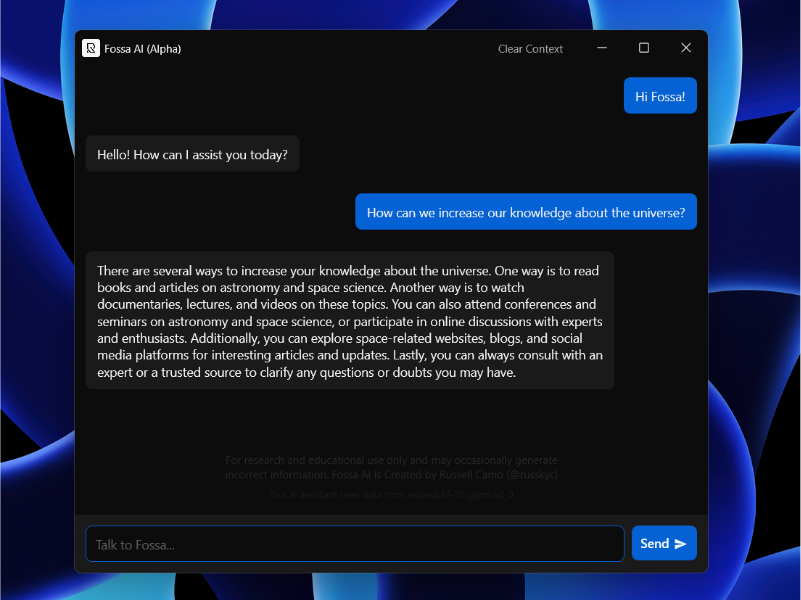 Fossa AI (Alpha)
Clear Context
Hi Fossa!
Hello! How can I assist you today?
How can we increase our knowledge about the universe?
There are several ways to increase your knowledge about the universe. One way is to read
books and articles on astronomy and space science. Another way is to watch
documentaries, lectures, and videos on these topics. You can also attend conferences and
seminars on astronomy and space science, or participate in online discussions with experts
and enthusiasts. Additionally, you can explore space-related websites, blogs, and social
media platforms for interesting articles and updates. Lastly, you can always consult with an
expert or a trusted source to clarify any questions or doubts you may have.
For research and educational use only and may occasionally generate
incorrect information. Fossa AI is Created by Russell Camo (@russkyc)
This ai assistant uses data from wizardLM-7B.ggmlv3.q4_0
Talk to Fossa...
Send